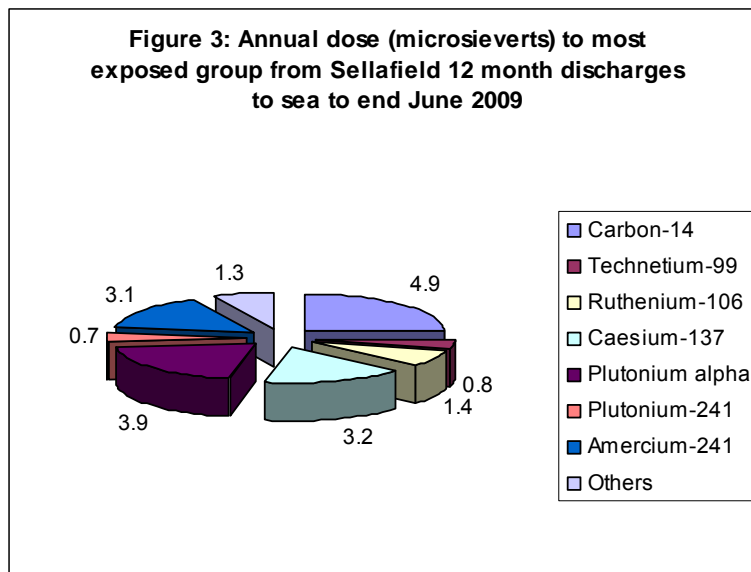 Figure 3: Annual dose (microsieverts) to most
exposed group from Sellafield 12 month discharges
to sea to end June 2009
1.3
4.9
3.1
0.7
0.8
1.4
3.9
3.2
Carbon-14
Technetium-99
Ruthenium-106
Caesium-137
Plutonium alpha
Plutonium-241
Amercium-241
Others